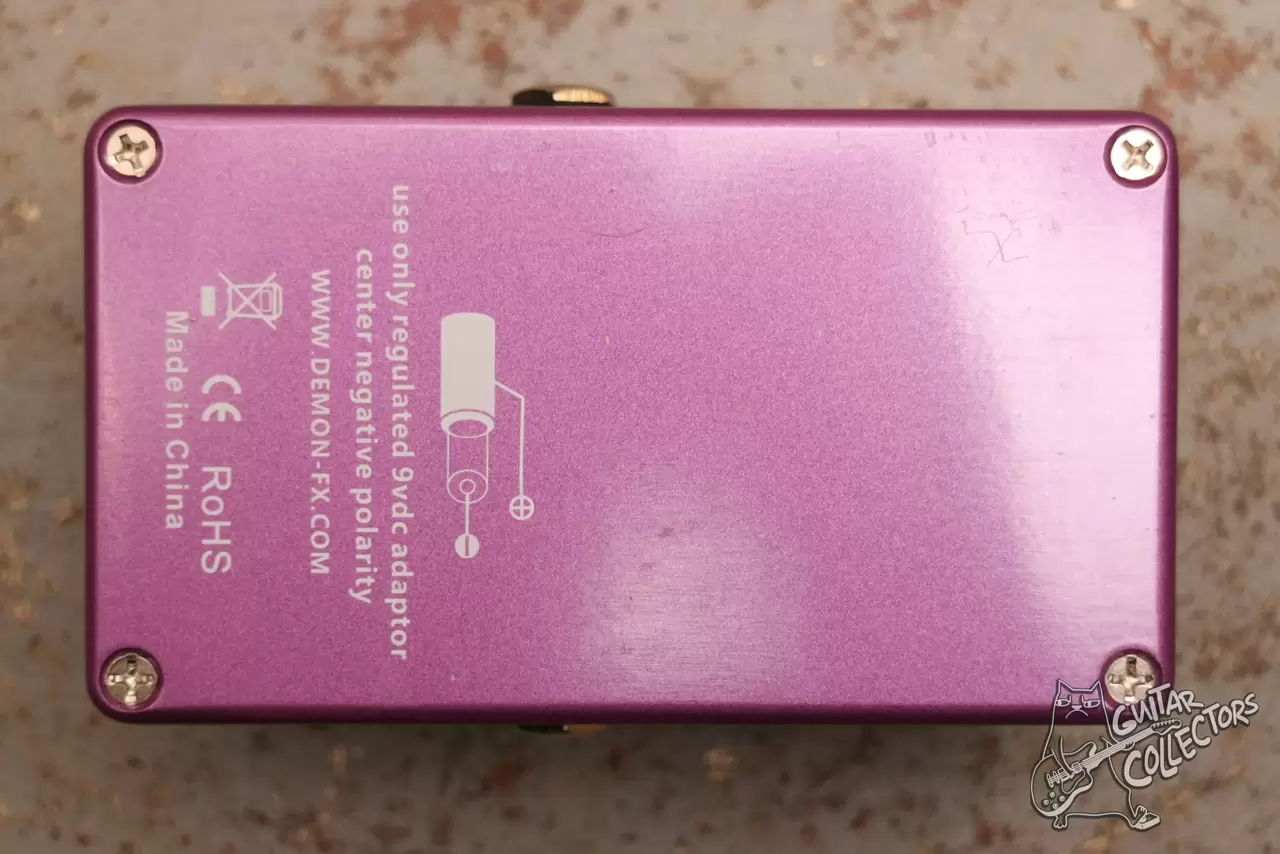 use only regulated 9vdc adaptor
center negative polarity
WWW.DEMON-FX.COM
CE RoHS
Made in China
GUITAR
COLLECTORS